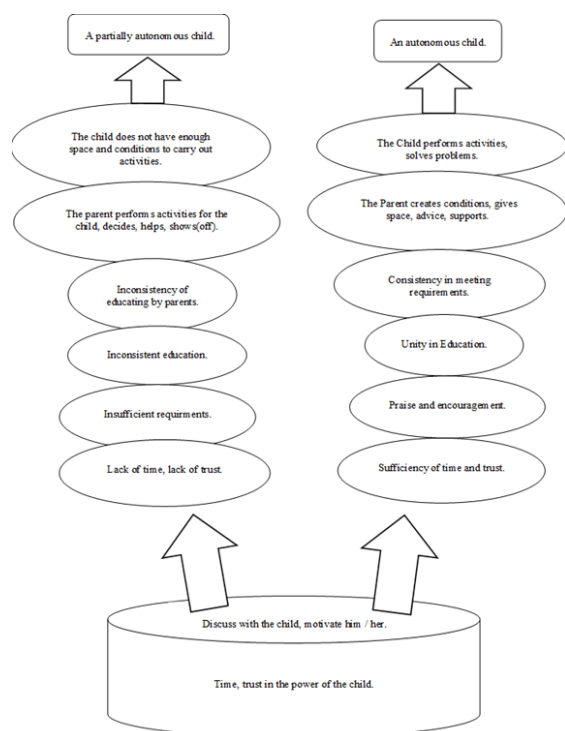 A partially autonomous child.
The child does not have enough
space and conditions to carry out
activities.
The parent performs activities for the
child, decides, helps, shows(off).
Inconsistency of
educating by parents.
Inconsistent education.
Insufficient requirments.
Lack of time, lack of trust.
An autonomous child.
The Child performs activities,
solves problems.
The Parent creates conditions, gives
space, advice, supports.
Consistency in meeting
requirements.
Unity in Education.
Praise and encouragement.
Sufficiency of time and trust.
Discuss with the child, motivate him / her.
Time, trust in the power of the child.